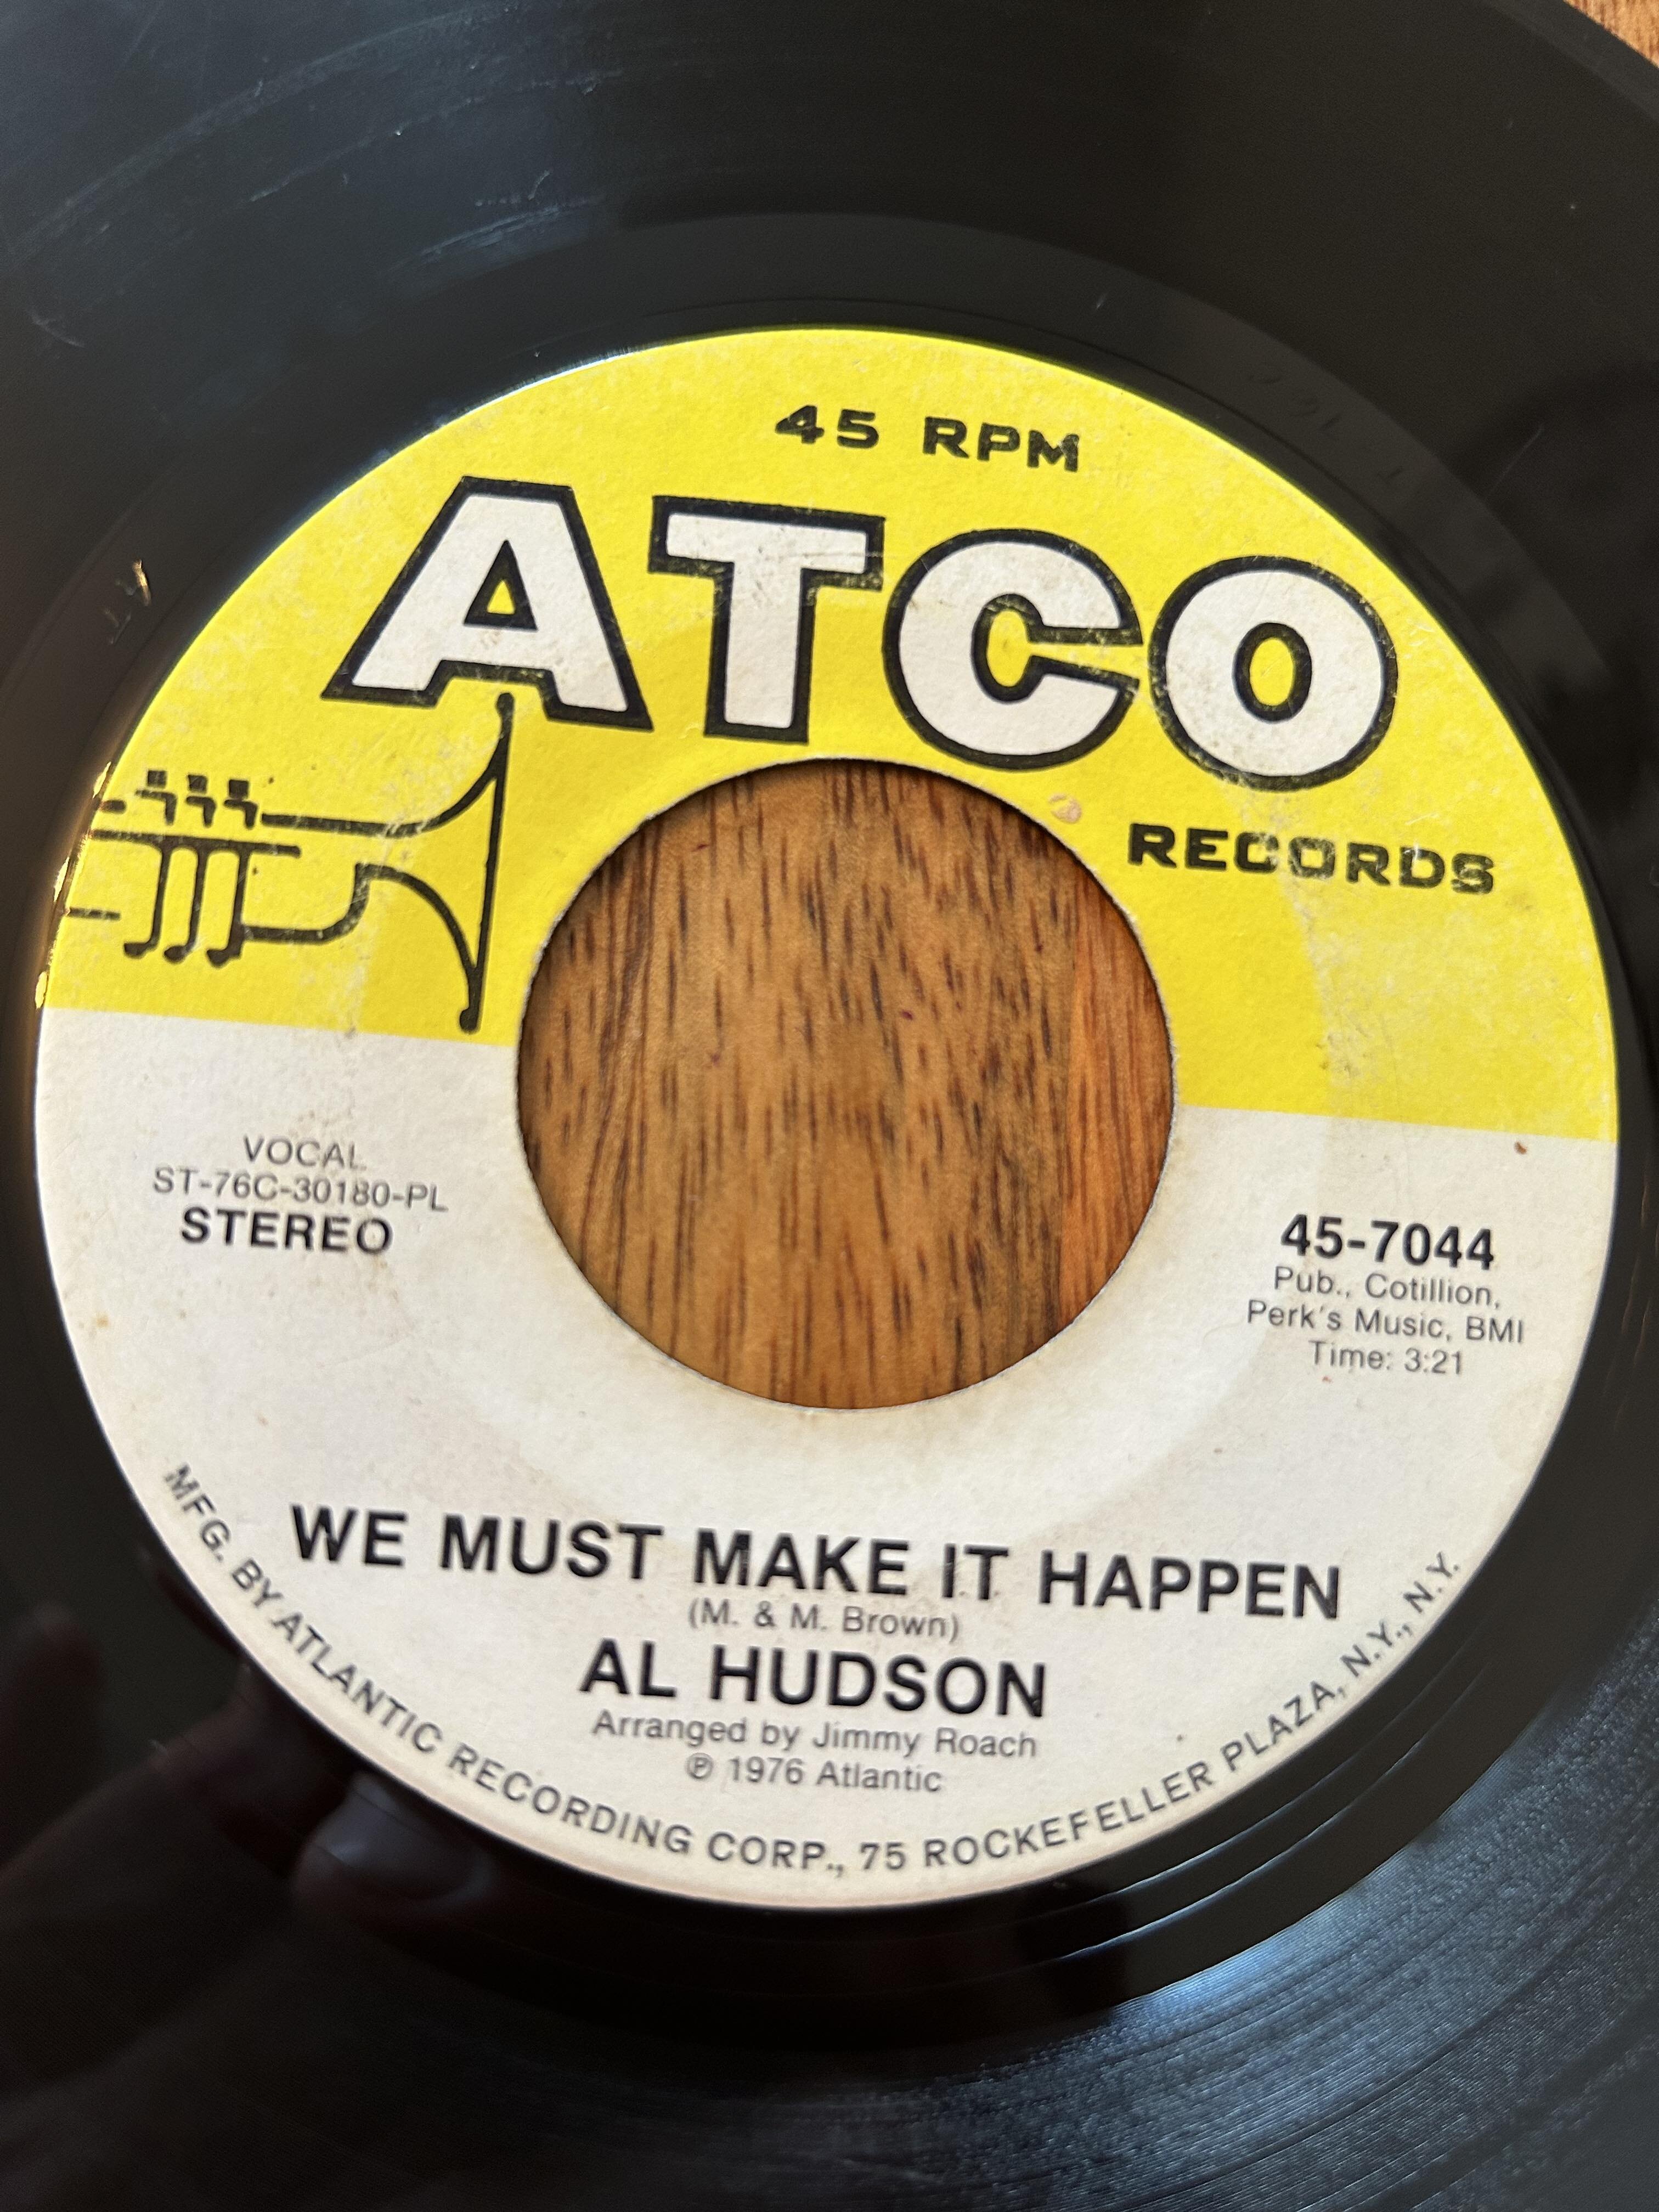 45 RPM
ATCO
RECORDS
VOCAL
ST-76C-30180-PL
STEREO
45-7044
Pub., Cotillion,
Perk's Music, BMI
Time: 3:21
WE MUST MAKE IT HAPPEN
(M. & M. Brown)
AL HUDSON
Arranged by Jimmy Roach
℗ 1976 Atlantic
MFG. BY ATLANTIC RECORDING CORP., 75 ROCKEFELLER PLAZA, N.Y., N.Y.